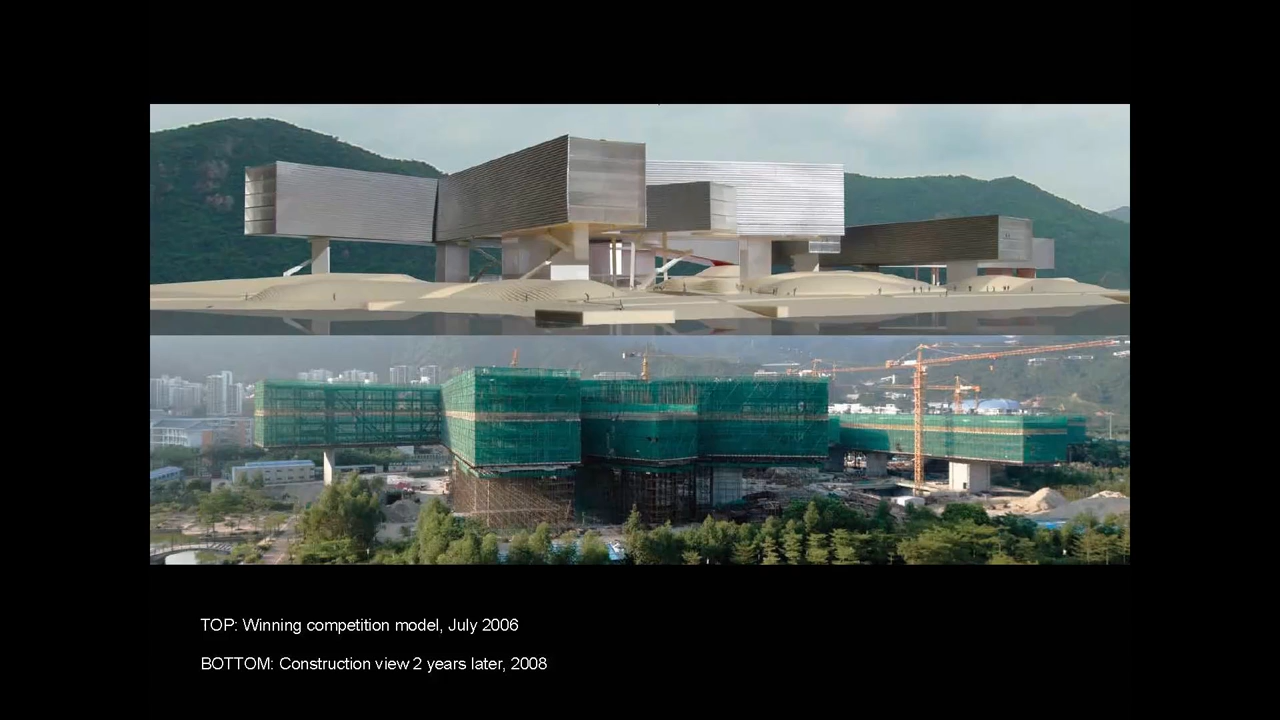 TOP: Winning competition model, July 2006
BOTTOM: Construction view 2 years later, 2008